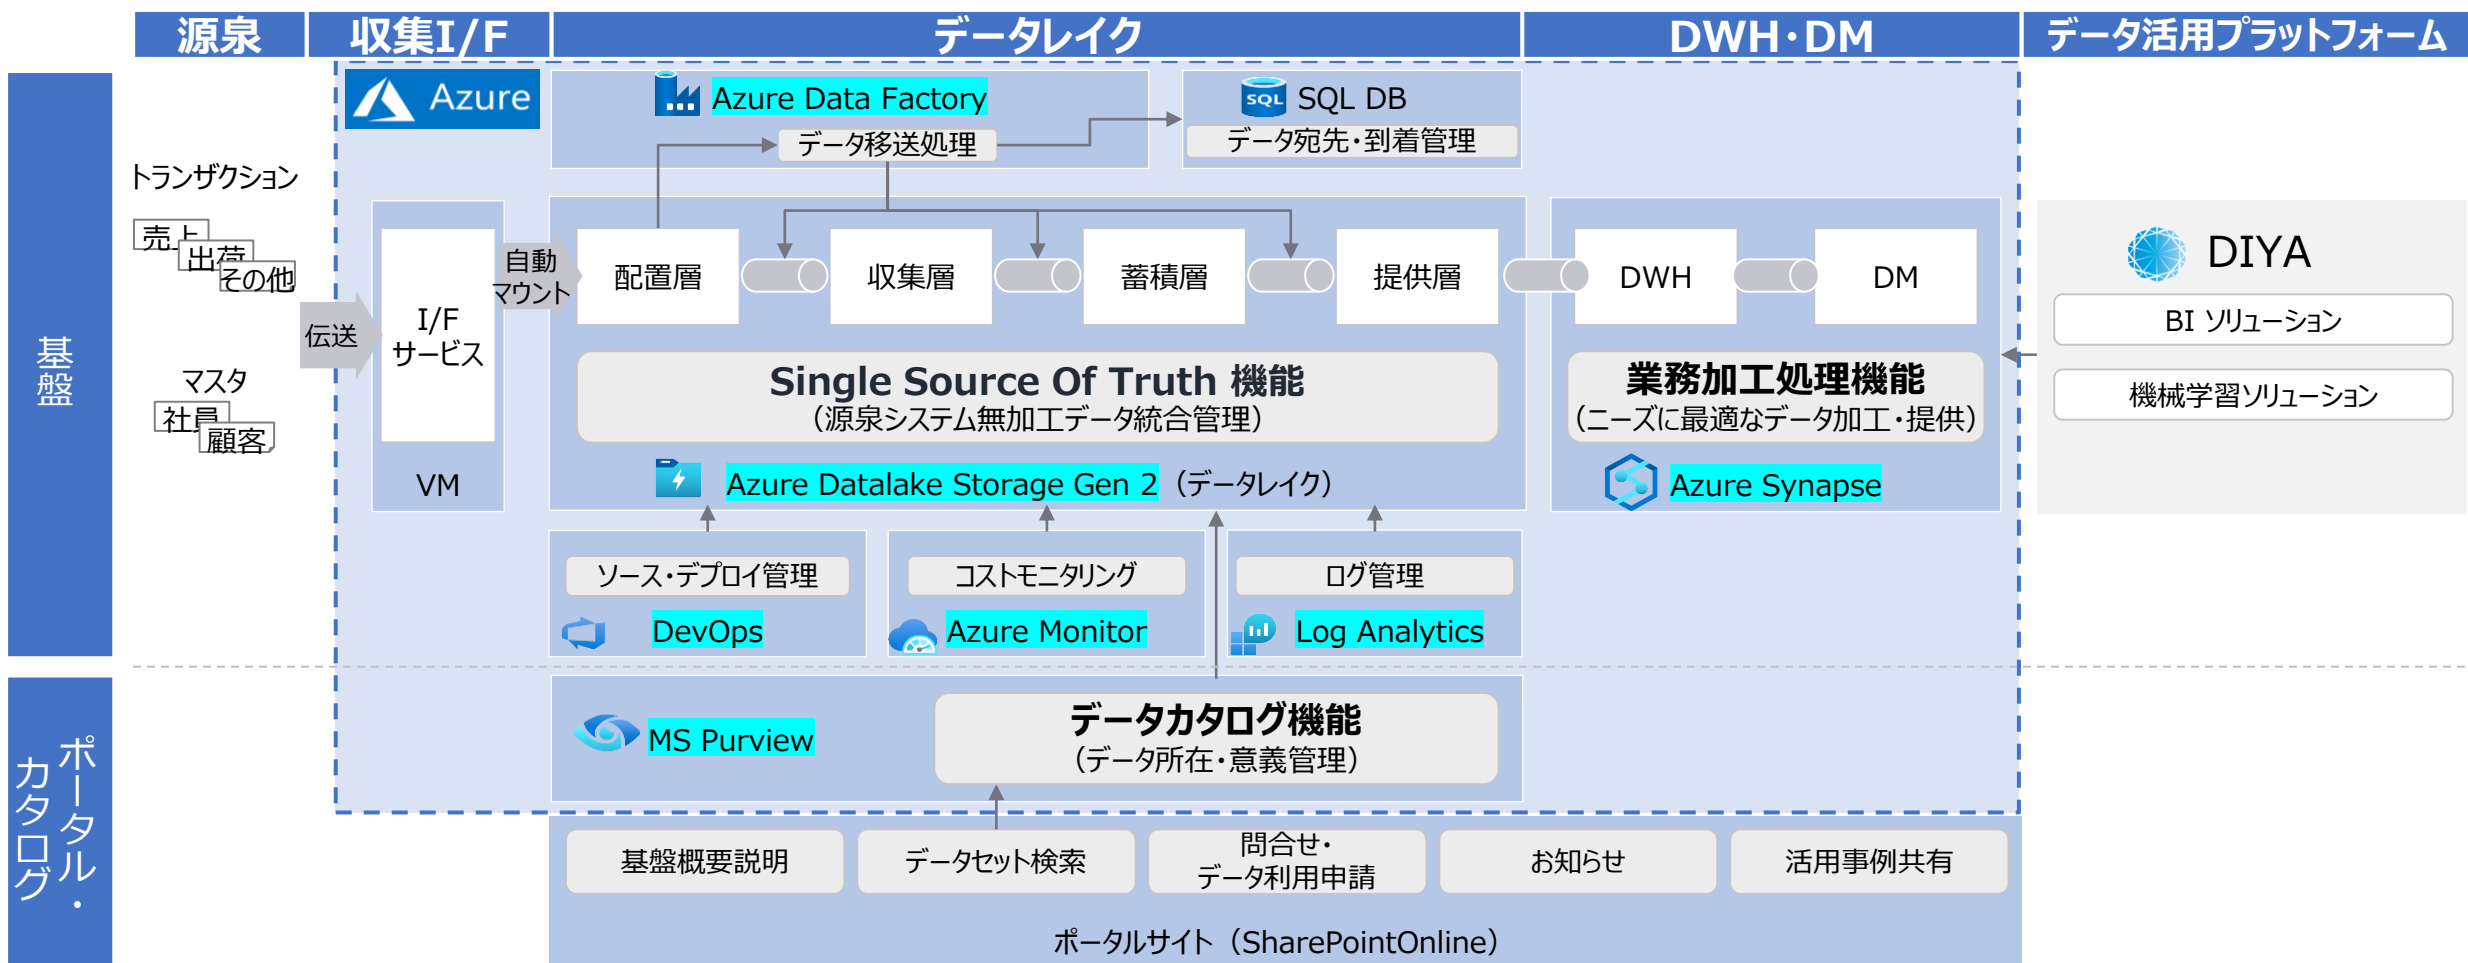 源泉
収集I/F
データレイク
DWH・DM
データ活用プラットフォーム
基盤
Azure
Azure Data Factory
データ移送処理
SQL DB
データ宛先・到着管理
トランザクション
売上
出荷
その他
マスタ
社員
顧客
伝送
I/F
サービス
VM
自動
マウント
配置層
収集層
蓄積層
提供層
Single Source Of Truth 機能
（源泉システム無加工データ統合管理）
Azure Datalake Storage Gen 2（データレイク）
DWH
DM
業務加工処理機能
（ニーズに最適なデータ加工・提供）
Azure Synapse
DIYA
BI ソリューション
機械学習ソリューション
ソース・デプロイ管理
DevOps
コストモニタリング
Azure Monitor
ログ管理
Log Analytics
ポータル・
カタログ
MS Purview
データカタログ機能
（データ所在・意義管理）
基盤概要説明
データセット検索
問合せ・
データ利用申請
お知らせ
活用事例共有
ポータルサイト（SharePointOnline）